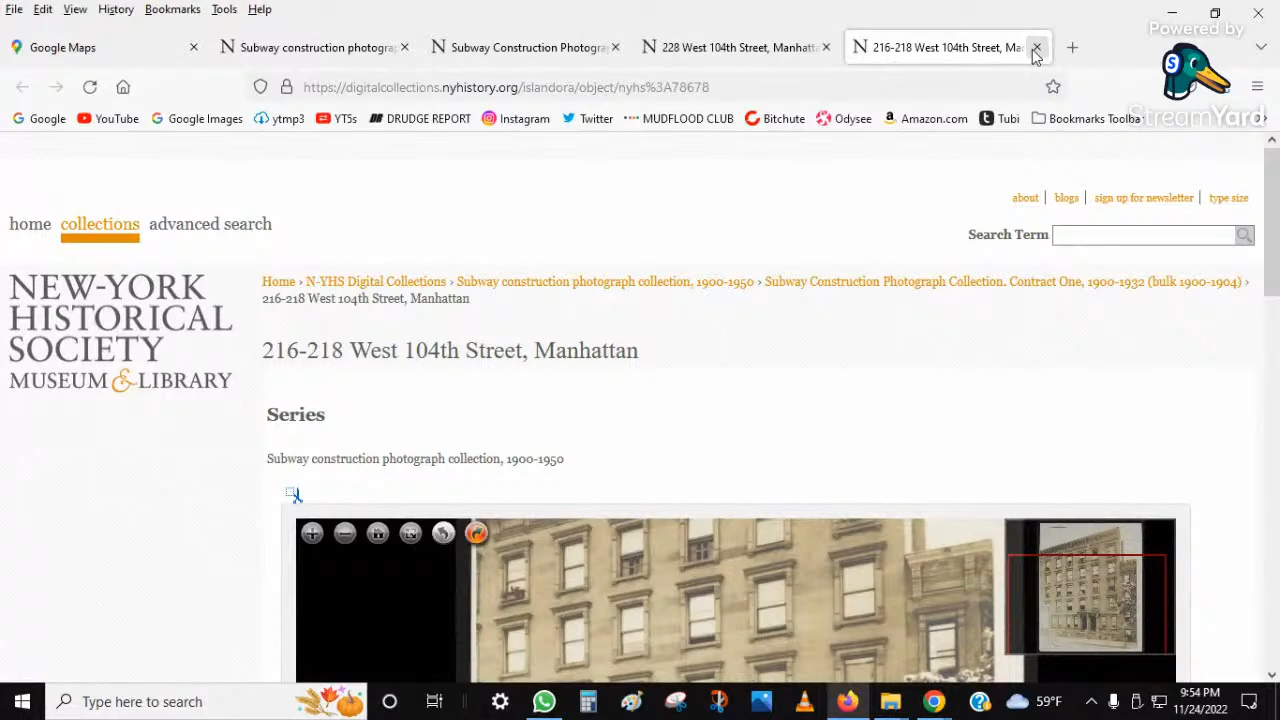 File Edit View History Bookmarks Tools Help
Powered by
Google Maps
Subway construction photogra
Subway Construction Photogra
228 West 104th Street, Manhatt
216-218 West 104th Street, Ma
https://digitalcollections.nyhistory.org/islandora/object/nyhs%3A78678
S
StreamYard
Google YouTube Google Images ytmp3 YT5s DRUDGE REPORT Instagram Twitter MUDFLOOD CLUB Bitchute Odysee Amazon.com Tubi Bookmarks Toolba
about blogs sign up for newsletter type size
home collections advanced search
Search Term
NEW-YORK
HISTORICAL
SOCIETY
MUSEUM & LIBRARY
Home › N-YHS Digital Collections › Subway construction photograph collection, 1900-1950 › Subway Construction Photograph Collection. Contract One, 1900-1932 (bulk 1900-1904) ›
216-218 West 104th Street, Manhattan
216-218 West 104th Street, Manhattan
Series
Subway construction photograph collection, 1900-1950
Type here to search
59°F
9:54 PM
11/24/2022